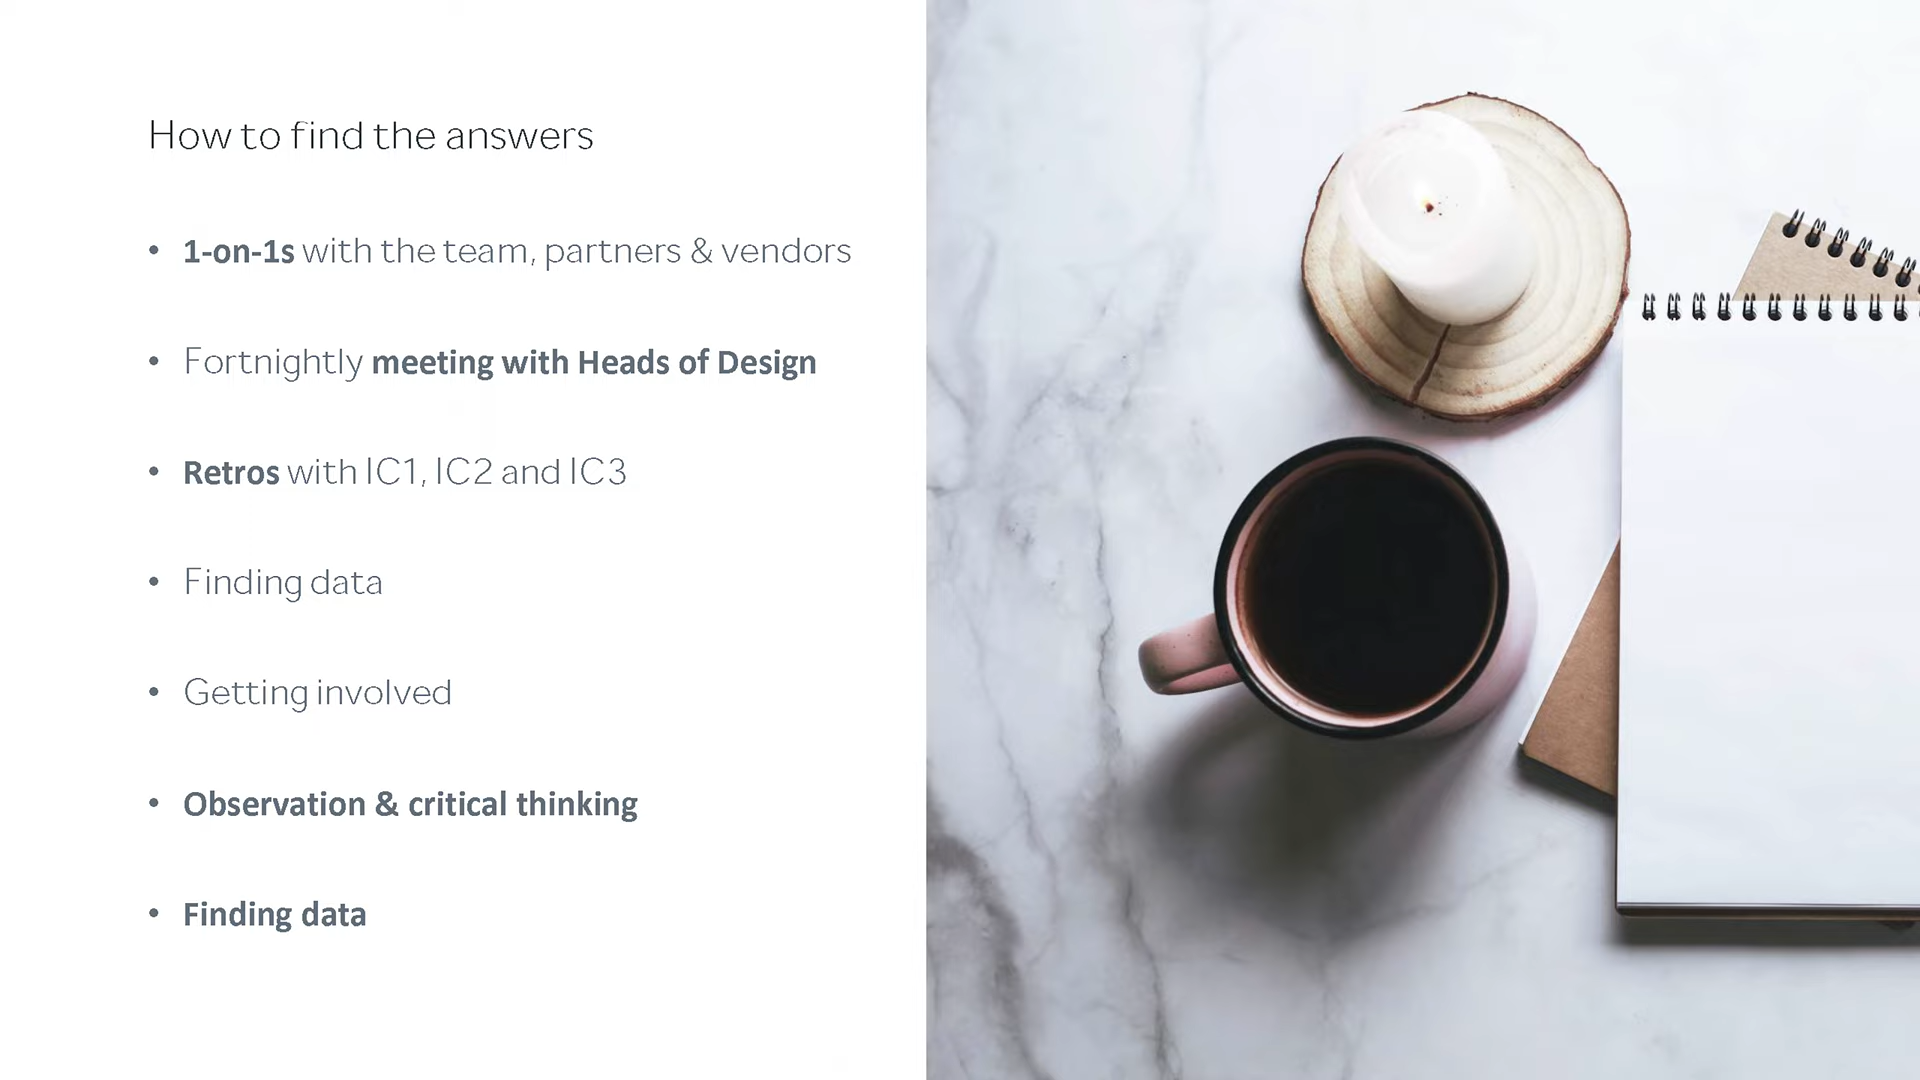 How to find the answers
• 1-on-1s with the team, partners & vendors
• Fortnightly meeting with Heads of Design
• Retros with IC1, IC2 and IC3
• Finding data
• Getting involved
• Observation & critical thinking
• Finding data